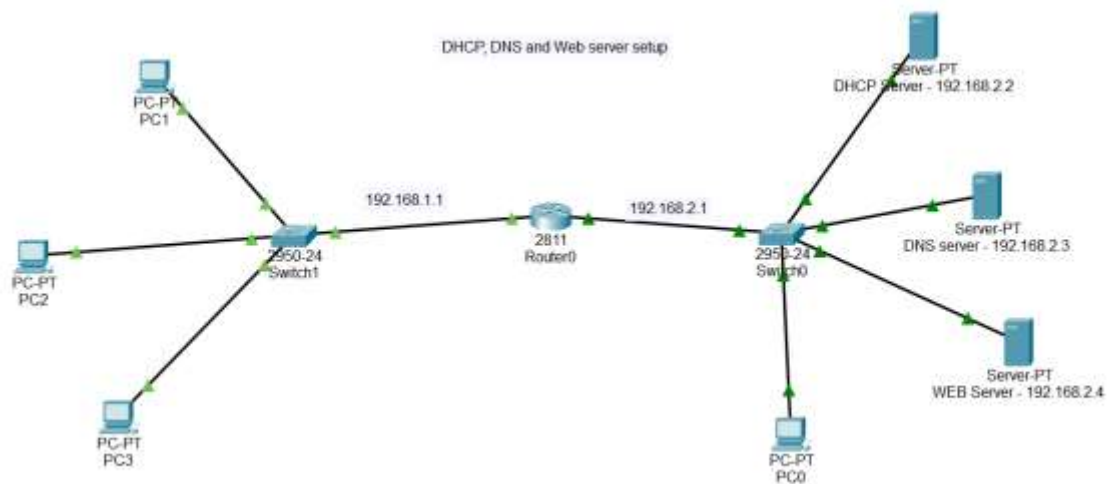 DHCP, DNS and Web server setup
Server-PT
DHCP Server - 192.168.2.2
PC-PT
PC1
192.168.1.1
192.168.2.1
2811
Router0
Server-PT
DNS server - 192.168.2.3
2950-24
Switch1
2950-24
Switch0
PC-PT
PC2
Server-PT
WEB Server - 192.168.2.4
PC-PT
PC3
PC-PT
PC0